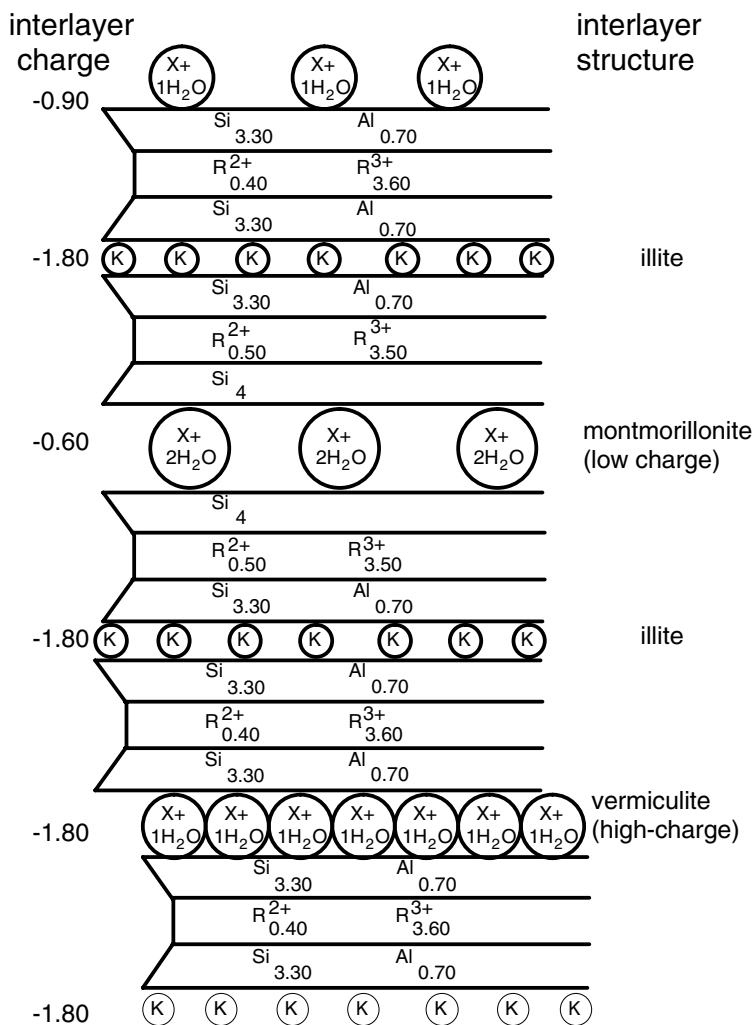 interlayer charge
interlayer structure
X+ X+ X+
1H2O 1H2O 1H2O
-0.90
Si 3.30 Al 0.70
R2+ 0.40 R3+ 3.60
Si 3.30 Al 0.70
-1.80 K K K K K K K illite
Si 3.30 Al 0.70
R2+ 0.50 R3+ 3.50
Si 4
-0.60
X+ X+ X+
2H2O 2H2O 2H2O
montmorillonite
(low charge)
Si 4
R2+ 0.50 R3+ 3.50
Si 3.30 Al 0.70
-1.80 K K K K K K K illite
Si 3.30 Al 0.70
R2+ 0.40 R3+ 3.60
Si 3.30 Al 0.70
-1.80
X+ X+ X+ X+ X+ X+ X+
1H2O 1H2O 1H2O 1H2O 1H2O 1H2O 1H2O
vermiculite
(high-charge)
Si 3.30 Al 0.70
R2+ 0.40 R3+ 3.60
Si 3.30 Al 0.70
-1.80 K K K K K K K